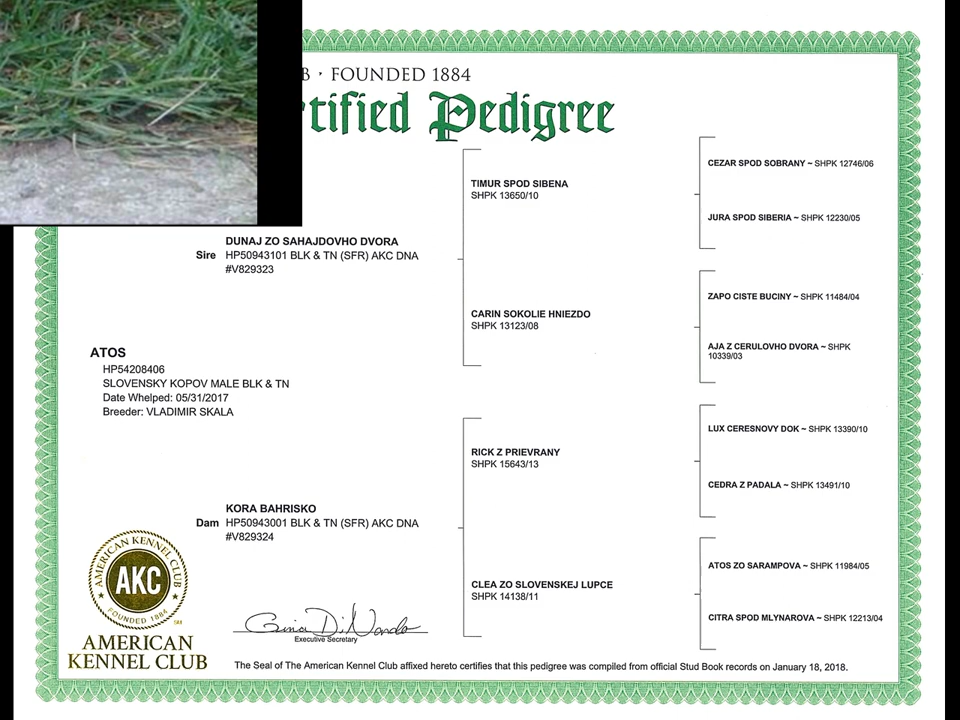 B · FOUNDED 1884
tified Pedigree
CEZAR SPOD SOBRANY ~ SHPK 12746/06
TIMUR SPOD SIBENA
SHPK 13650/10
JURA SPOD SIBERIA ~ SHPK 12230/05
DUNAJ ZO SAHAJDOVHO DVORA
Sire HP50943101 BLK & TN (SFR) AKC DNA
#V829323
ZAPO CISTE BUCINY ~ SHPK 11484/04
CARIN SOKOLIE HNIEZDO
SHPK 13123/08
AJA Z CERULOVHO DVORA ~ SHPK
10339/03
ATOS
HP54208406
SLOVENSKY KOPOV MALE BLK & TN
Date Whelped: 05/31/2017
Breeder: VLADIMIR SKALA
LUX CERESNOVY DOK ~ SHPK 13390/10
RICK Z PRIEVRANY
SHPK 15643/13
CEDRA Z PADALA ~ SHPK 13491/10
KORA BAHRISKO
Dam HP50943001 BLK & TN (SFR) AKC DNA
#V829324
ATOS ZO SARAMPOVA ~ SHPK 11984/05
CLEA ZO SLOVENSKEJ LUPCE
SHPK 14138/11
CITRA SPOD MLYNAROVA ~ SHPK 12213/04
AMERICAN KENNEL CLUB
AKC
FOUNDED 1884
AMERICAN
KENNEL CLUB
Gina DiNardo
Executive Secretary
The Seal of The American Kennel Club affixed hereto certifies that this pedigree was compiled from official Stud Book records on January 18, 2018.